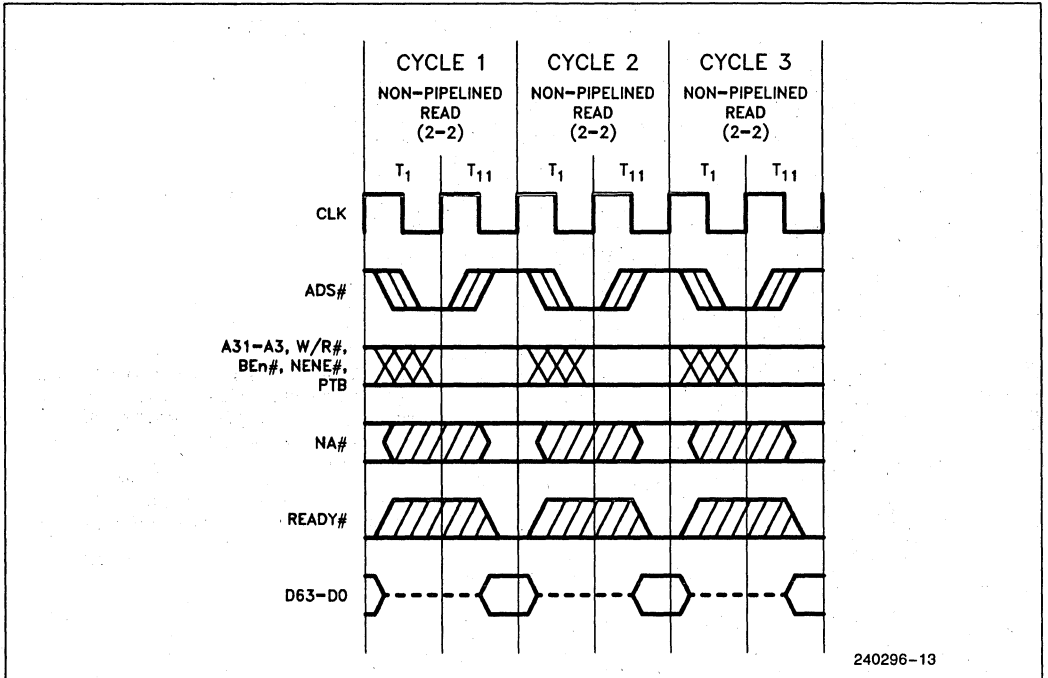 CYCLE 1
NON-PIPELINED
READ
(2-2)
CYCLE 2
NON-PIPELINED
READ
(2-2)
CYCLE 3
NON-PIPELINED
READ
(2-2)
T1 T11 T1 T11 T1 T11
CLK
ADS#
A31-A3, W/R#,
BEn#, NENE#,
PTB
NA#
READY#
D63-D0
240296-13